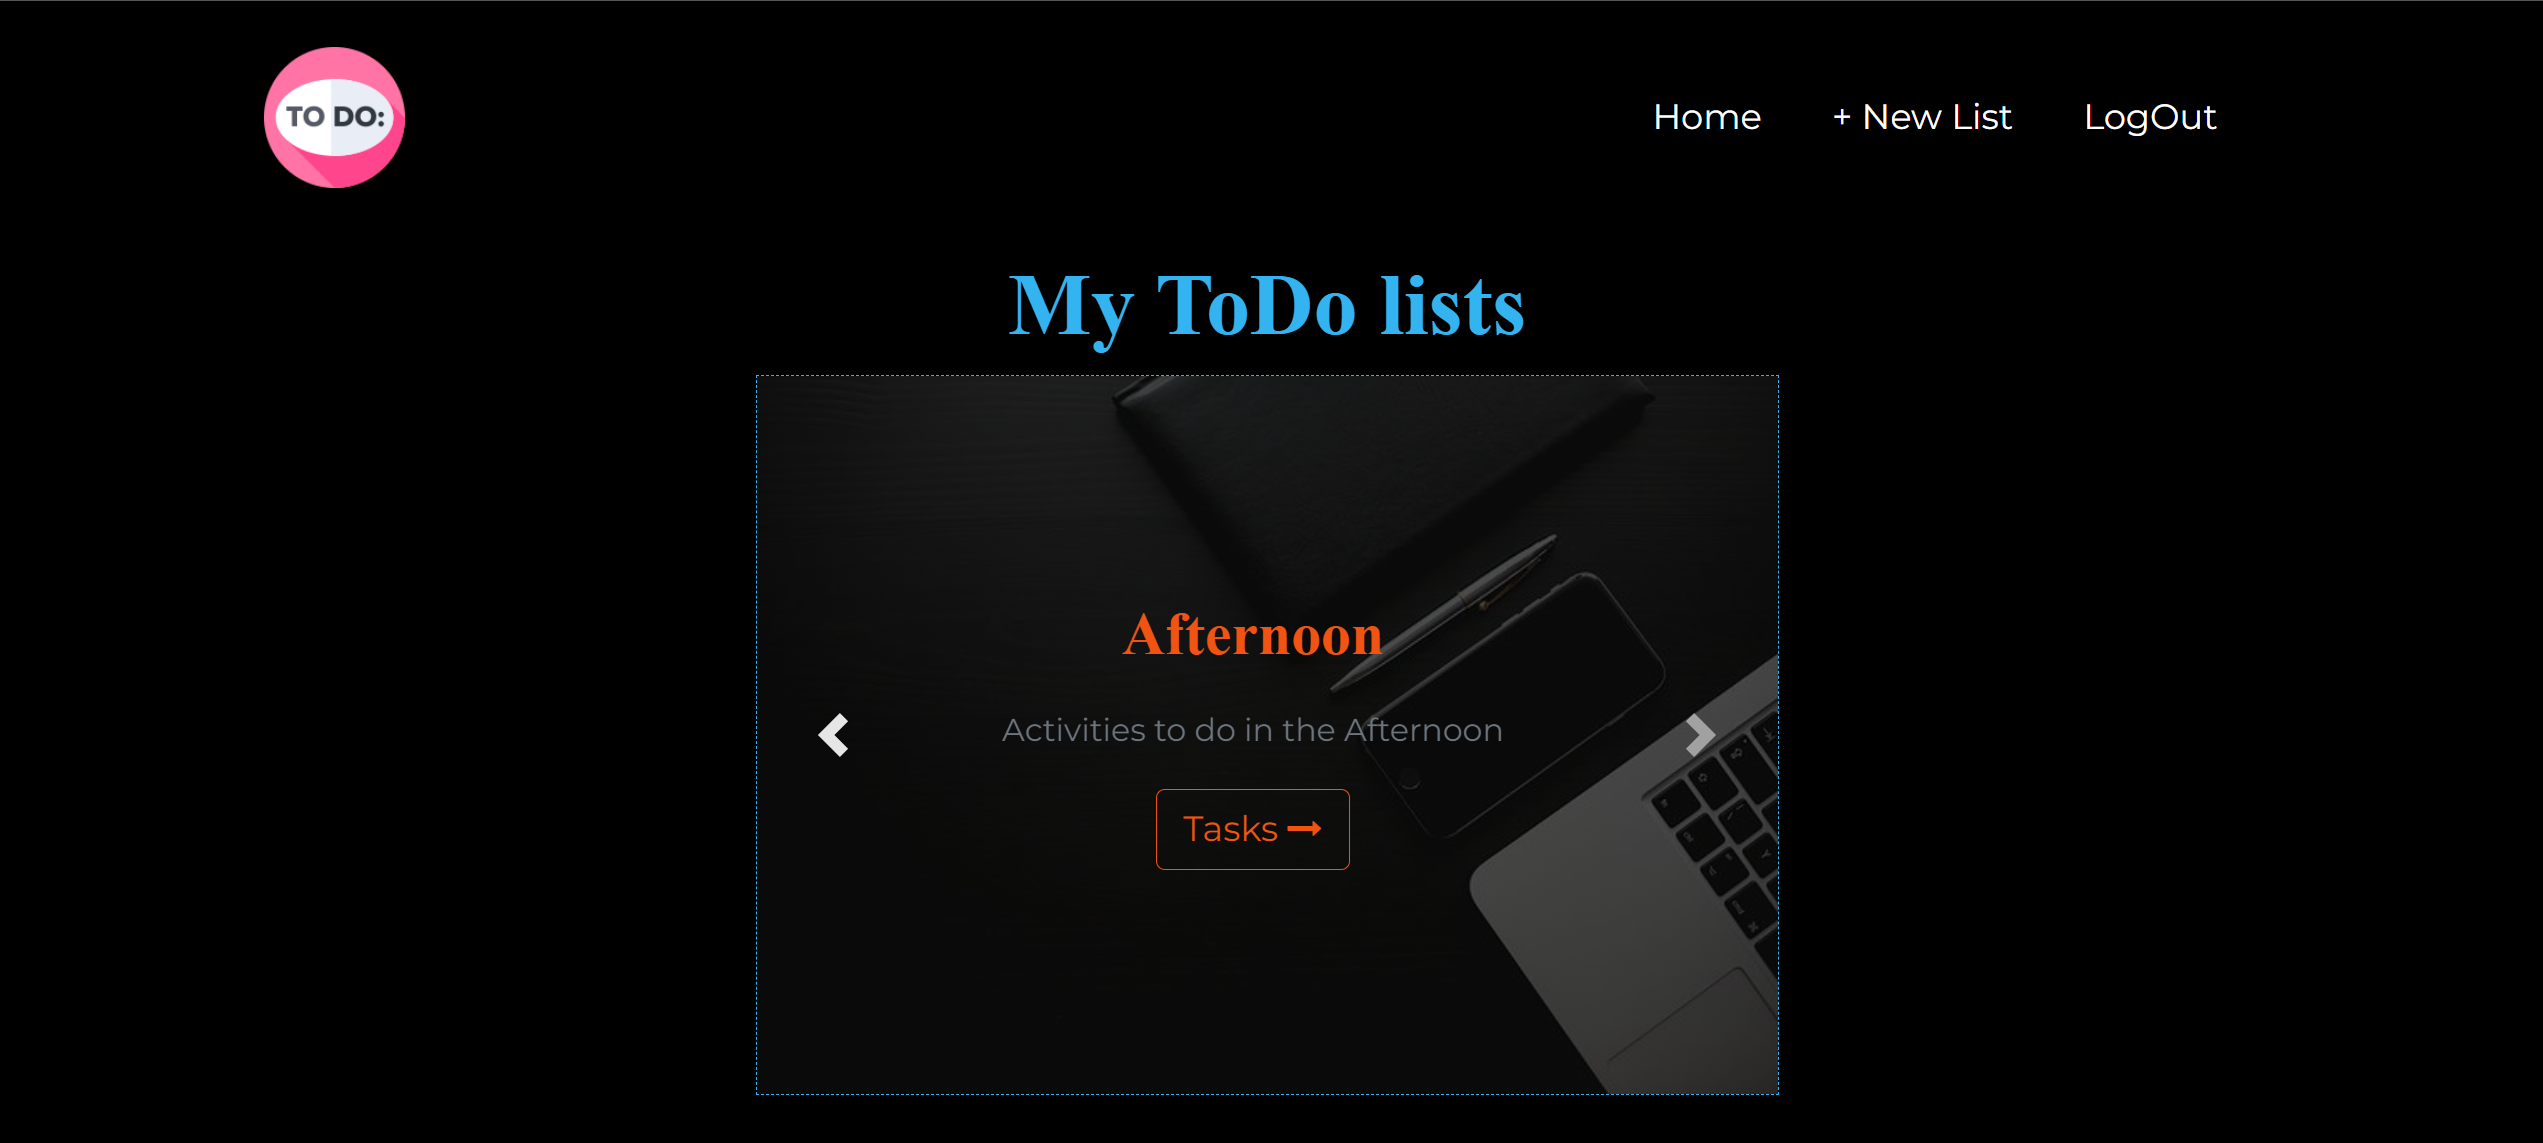 TO DO:
Home + New List LogOut
My ToDo lists
Afternoon
Activities to do in the Afternoon
Tasks